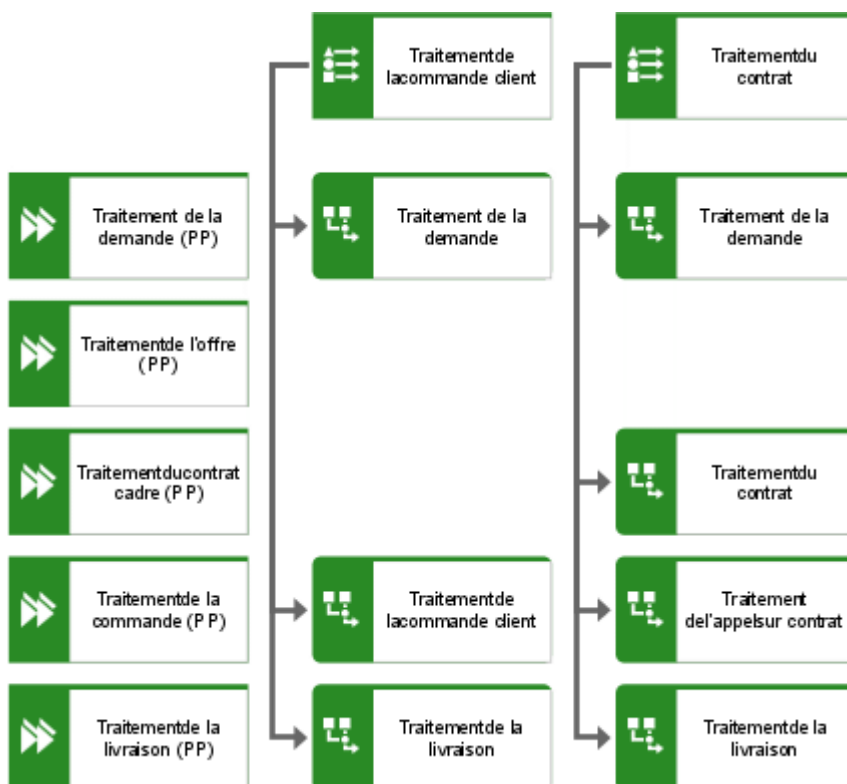 Traitementde
lacommande client
Traitementdu
contrat
Traitement de la
demande (PP)
Traitement de la
demande
Traitement de la
demande
Traitementde l'offre
(PP)
Traitementducontrat
cadre (PP)
Traitementdu
contrat
Traitementde la
commande (PP)
Traitementde
lacommande client
Traitement
del'appelsur contrat
Traitementde la
livraison (PP)
Traitementde la
livraison
Traitementde la
livraison